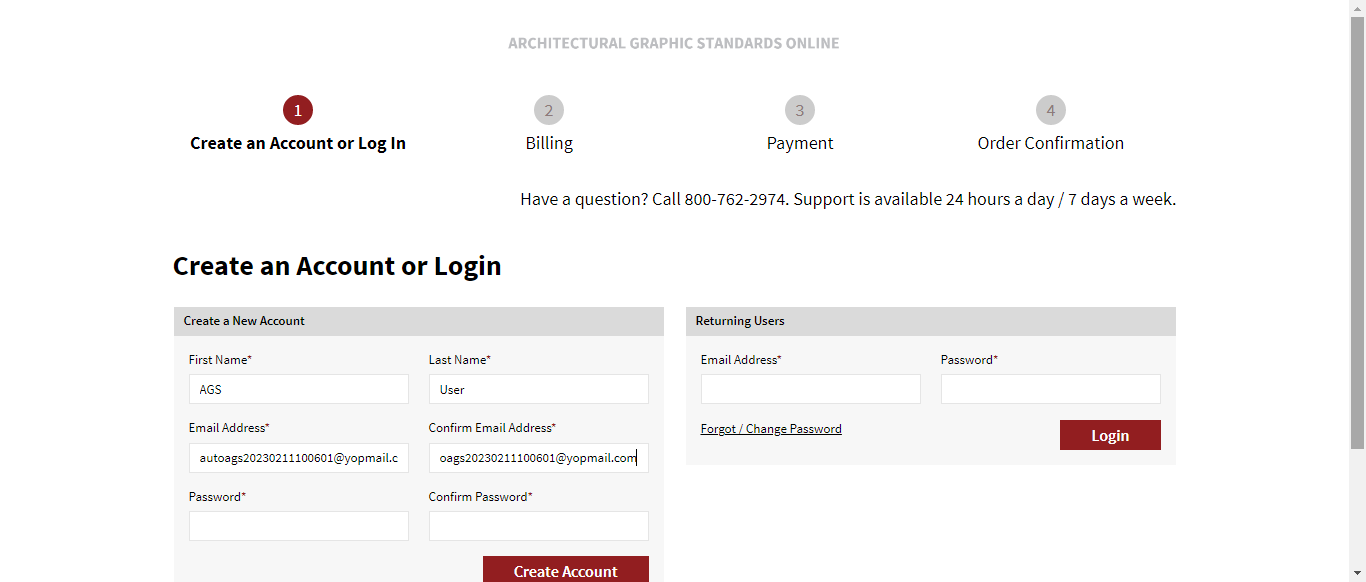 ARCHITECTURAL GRAPHIC STANDARDS ONLINE
1 2 3 4
Create an Account or Log In Billing Payment Order Confirmation
Have a question? Call 800-762-2974. Support is available 24 hours a day / 7 days a week.
Create an Account or Login
Create a New Account
First Name* Last Name*
AGS User
Email Address* Confirm Email Address*
autoags20230211100601@yopmail.c oags20230211100601@yopmail.com
Password* Confirm Password*
Create Account
Returning Users
Email Address* Password*
Forgot / Change Password Login